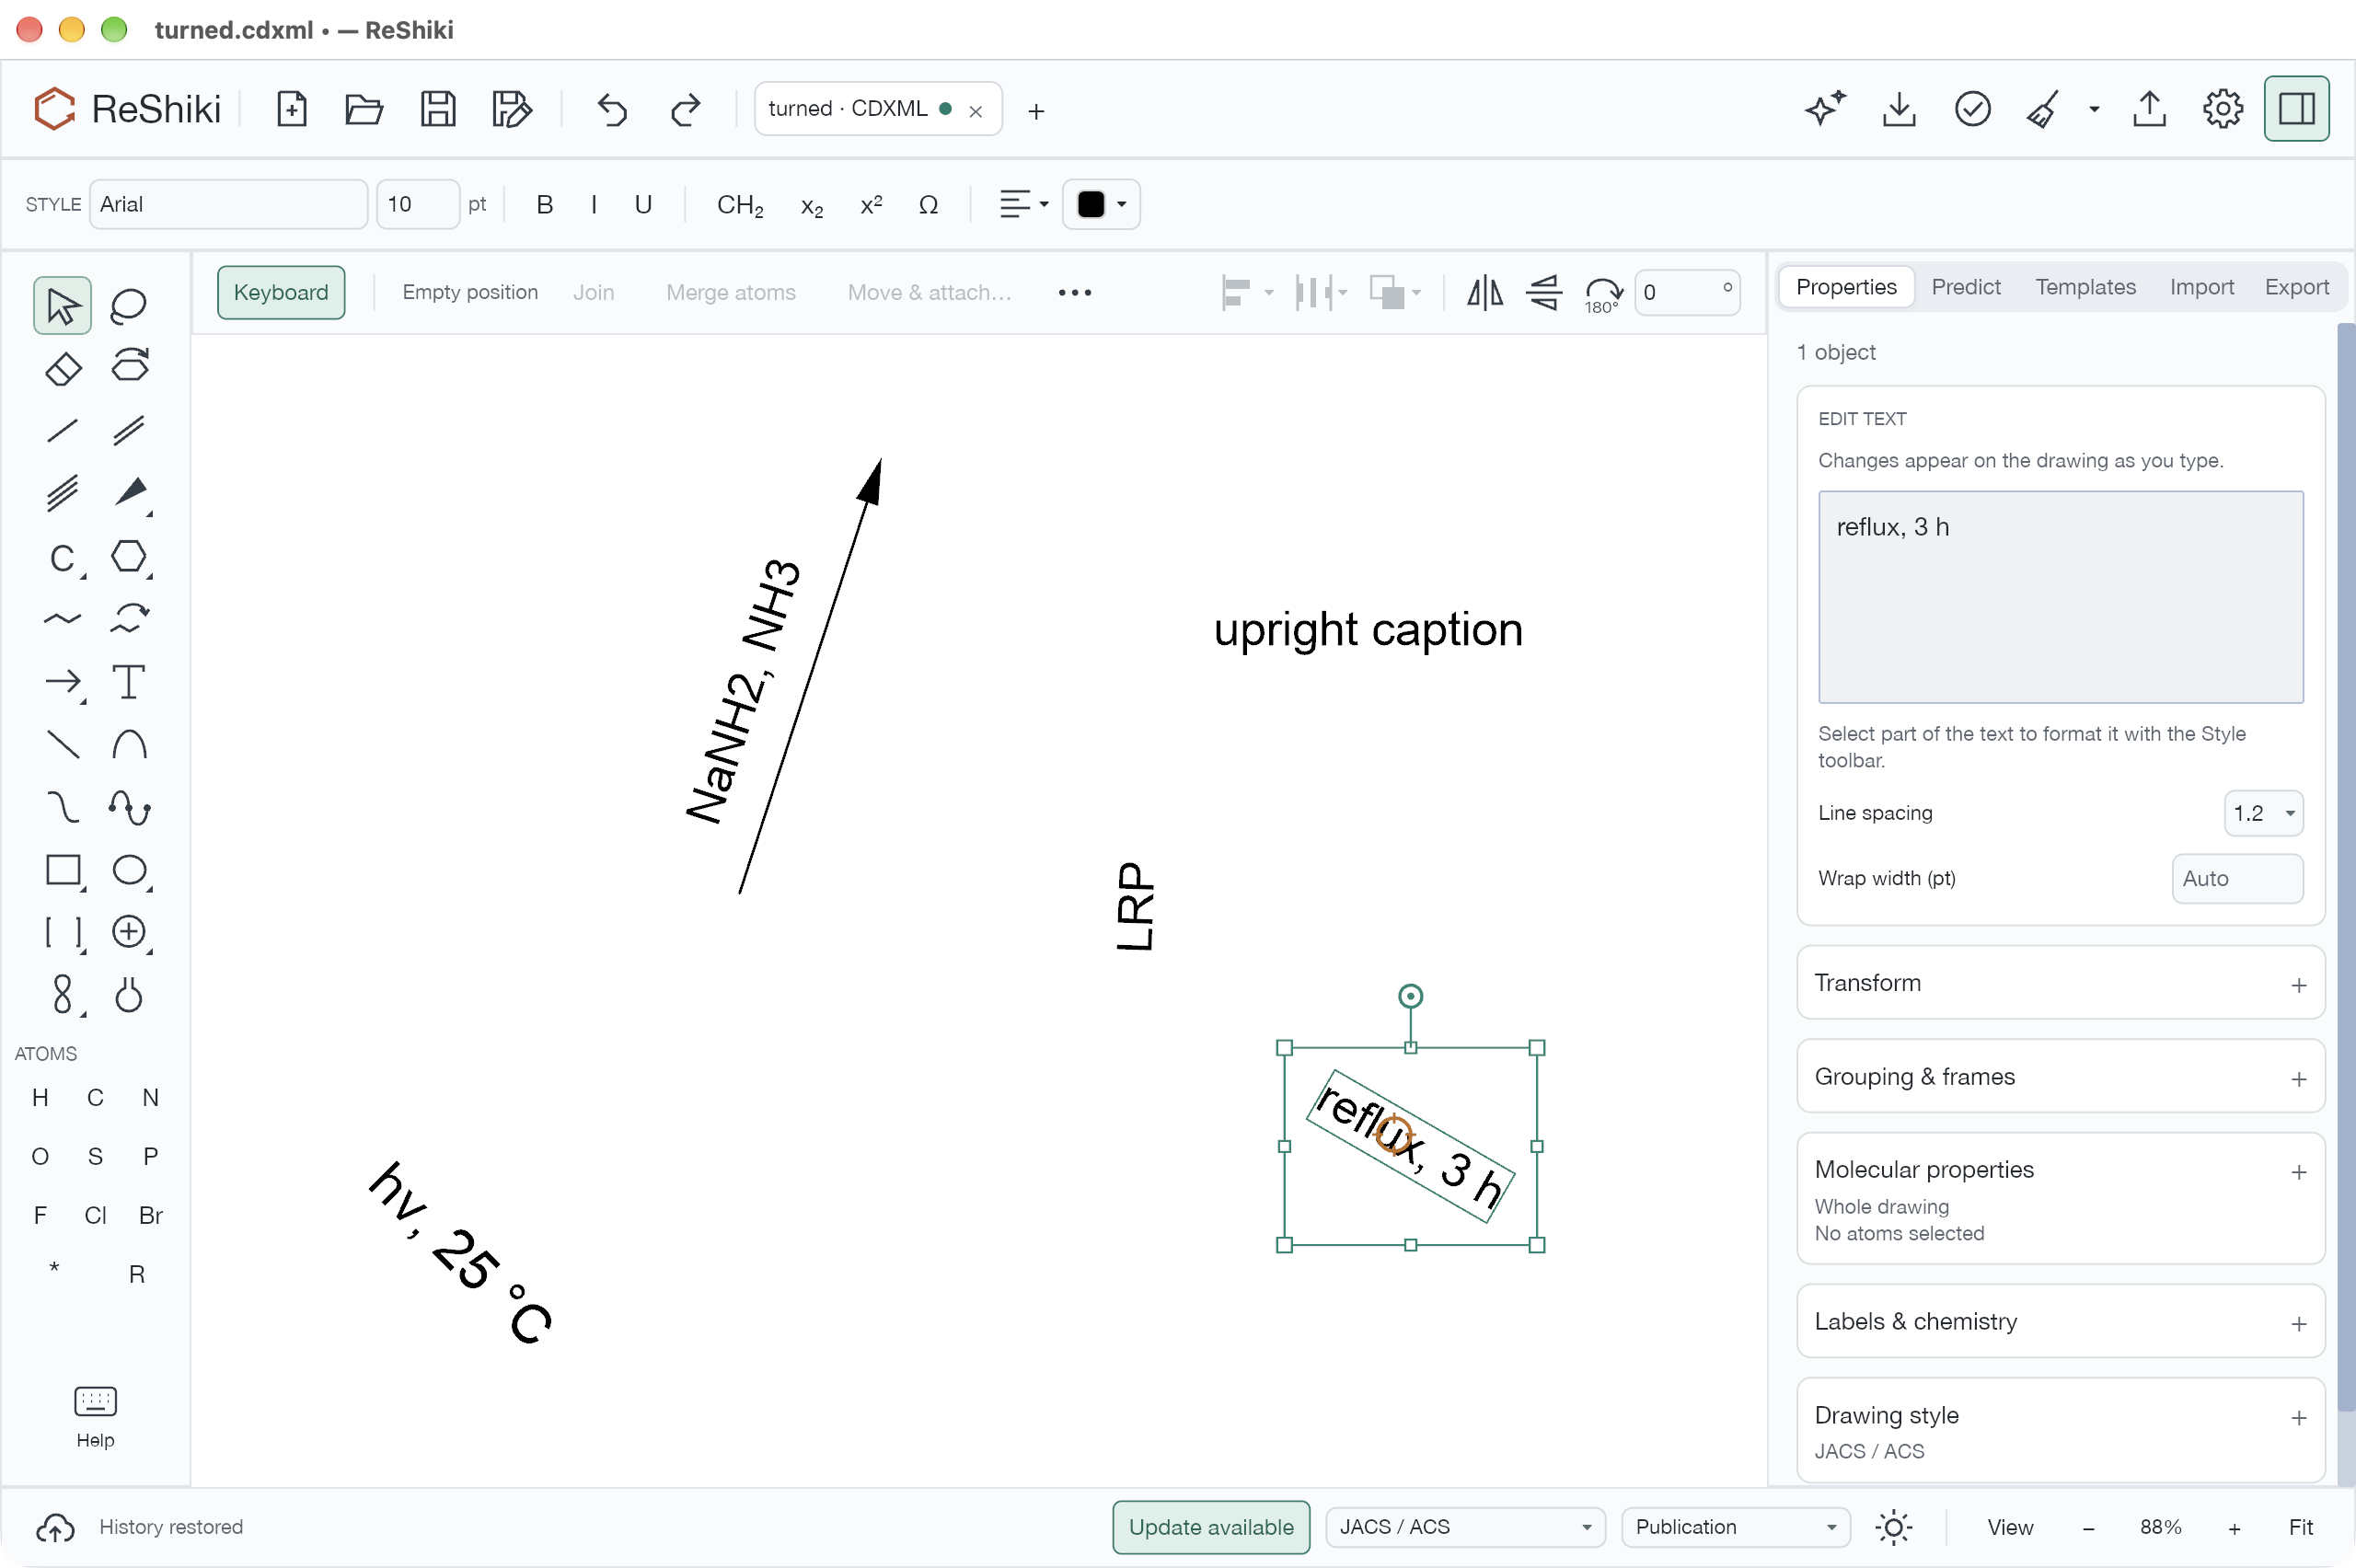 turned.cdxml • — ReShiki
ReShiki
turned · CDXML
STYLE Arial 10 pt B I U CH₂ x₂ x² Ω
Keyboard Empty position Join Merge atoms Move & attach… 180° 0 °
Properties Predict Templates Import Export
1 object
EDIT TEXT
Changes appear on the drawing as you type.
reflux, 3 h
Select part of the text to format it with the Style
toolbar.
Line spacing 1.2
Wrap width (pt) Auto
Transform
Grouping & frames
Molecular properties
Whole drawing
No atoms selected
Labels & chemistry
Drawing style
JACS / ACS
C
T
ATOMS
H C N
O S P
F Cl Br
* R
Help
NaNH2, NH3
upright caption
LRP
reflux, 3 h
hv, 25 °C
History restored
Update available
JACS / ACS
Publication
View − 88% + Fit